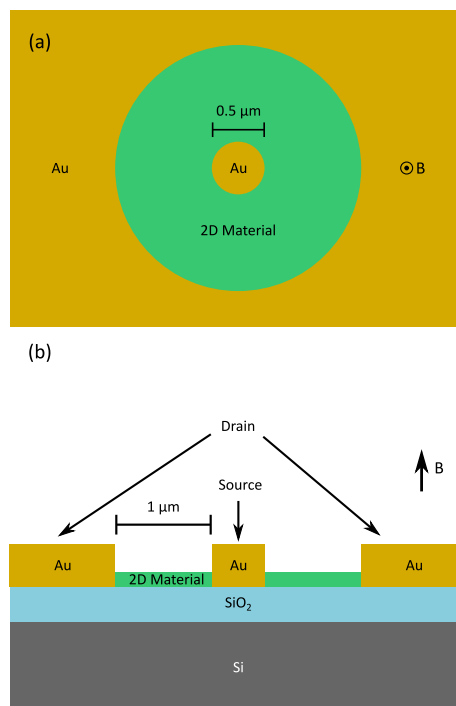 (a)
0.5 μm
Au
Au
B
2D Material
(b)
Drain
B
Source
1 μm
Au
Au
Au
2D Material
SiO₂
Si